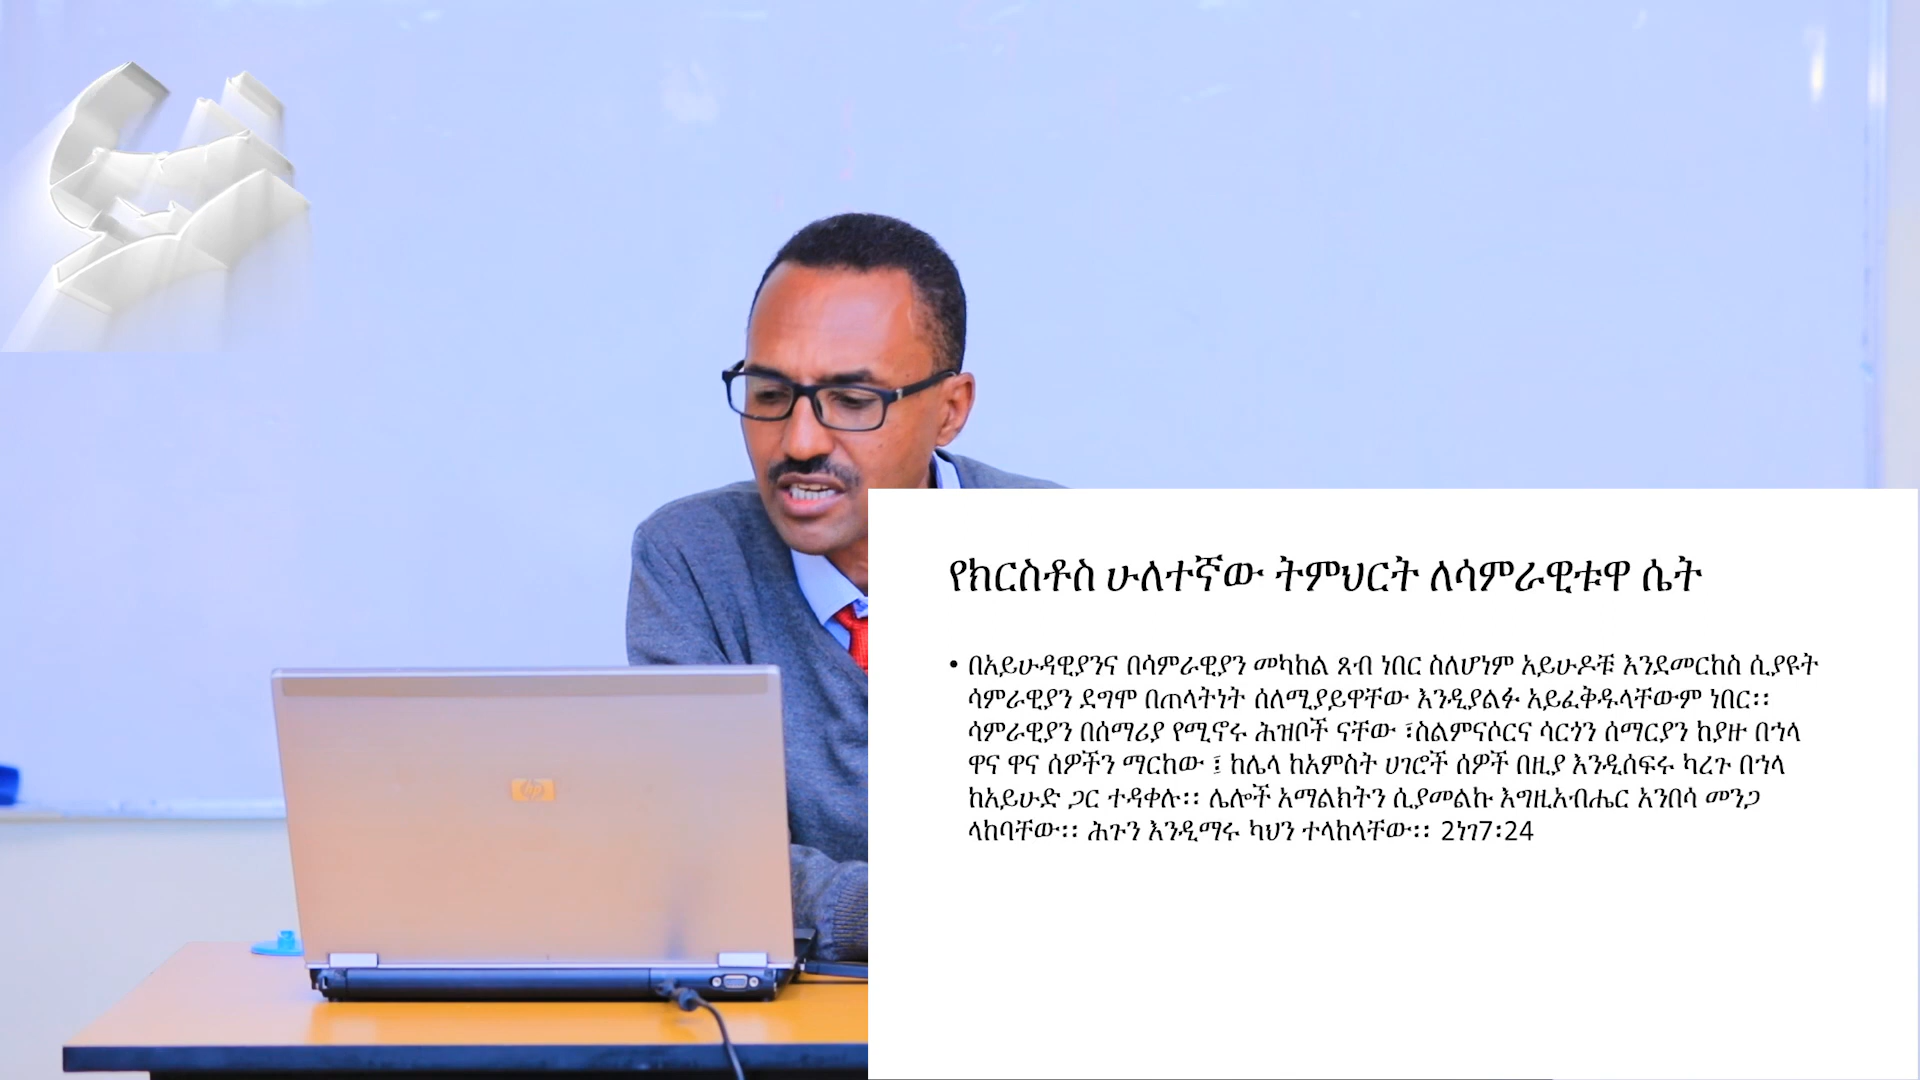 የክርስቶስ ሁለተኛው ትምህርት ለሳምራዊቱዋ ሴት
• በአይሁዳዊያንና በሳምራዊያን መካከል ጸብ ነበር ስለሆነም አይሁዶቹ እንደመርከስ ሲያዩት
ሳምራዊያን ደግሞ በጠላትነት ሰለሚያይዋቸው እንዲያልፉ አይፈቅዱላቸውም ነበር፡፡
ሳምራዊያን በሰማሪያ የሚኖሩ ሕዝቦች ናቸው ፣ስልምናሶርና ሳርጎን ሰማርያን ከያዙ በኀላ
ዋና ዋና ሰዎችን ማርከው ፤ ከሌላ ከአምስት ሀገሮች ሰዎች በዚያ እንዲሰፍሩ ካረጉ በኀላ
ከአይሁድ ጋር ተዳቀሉ፡፡ ሌሎች አማልክትን ሲያመልኩ እግዚአብሔር አንበሳ መንጋ
ላከባቸው፡፡ ሕጉን እንዲማሩ ካህን ተላከላቸው፡፡ 2ነገ7፡24
hp